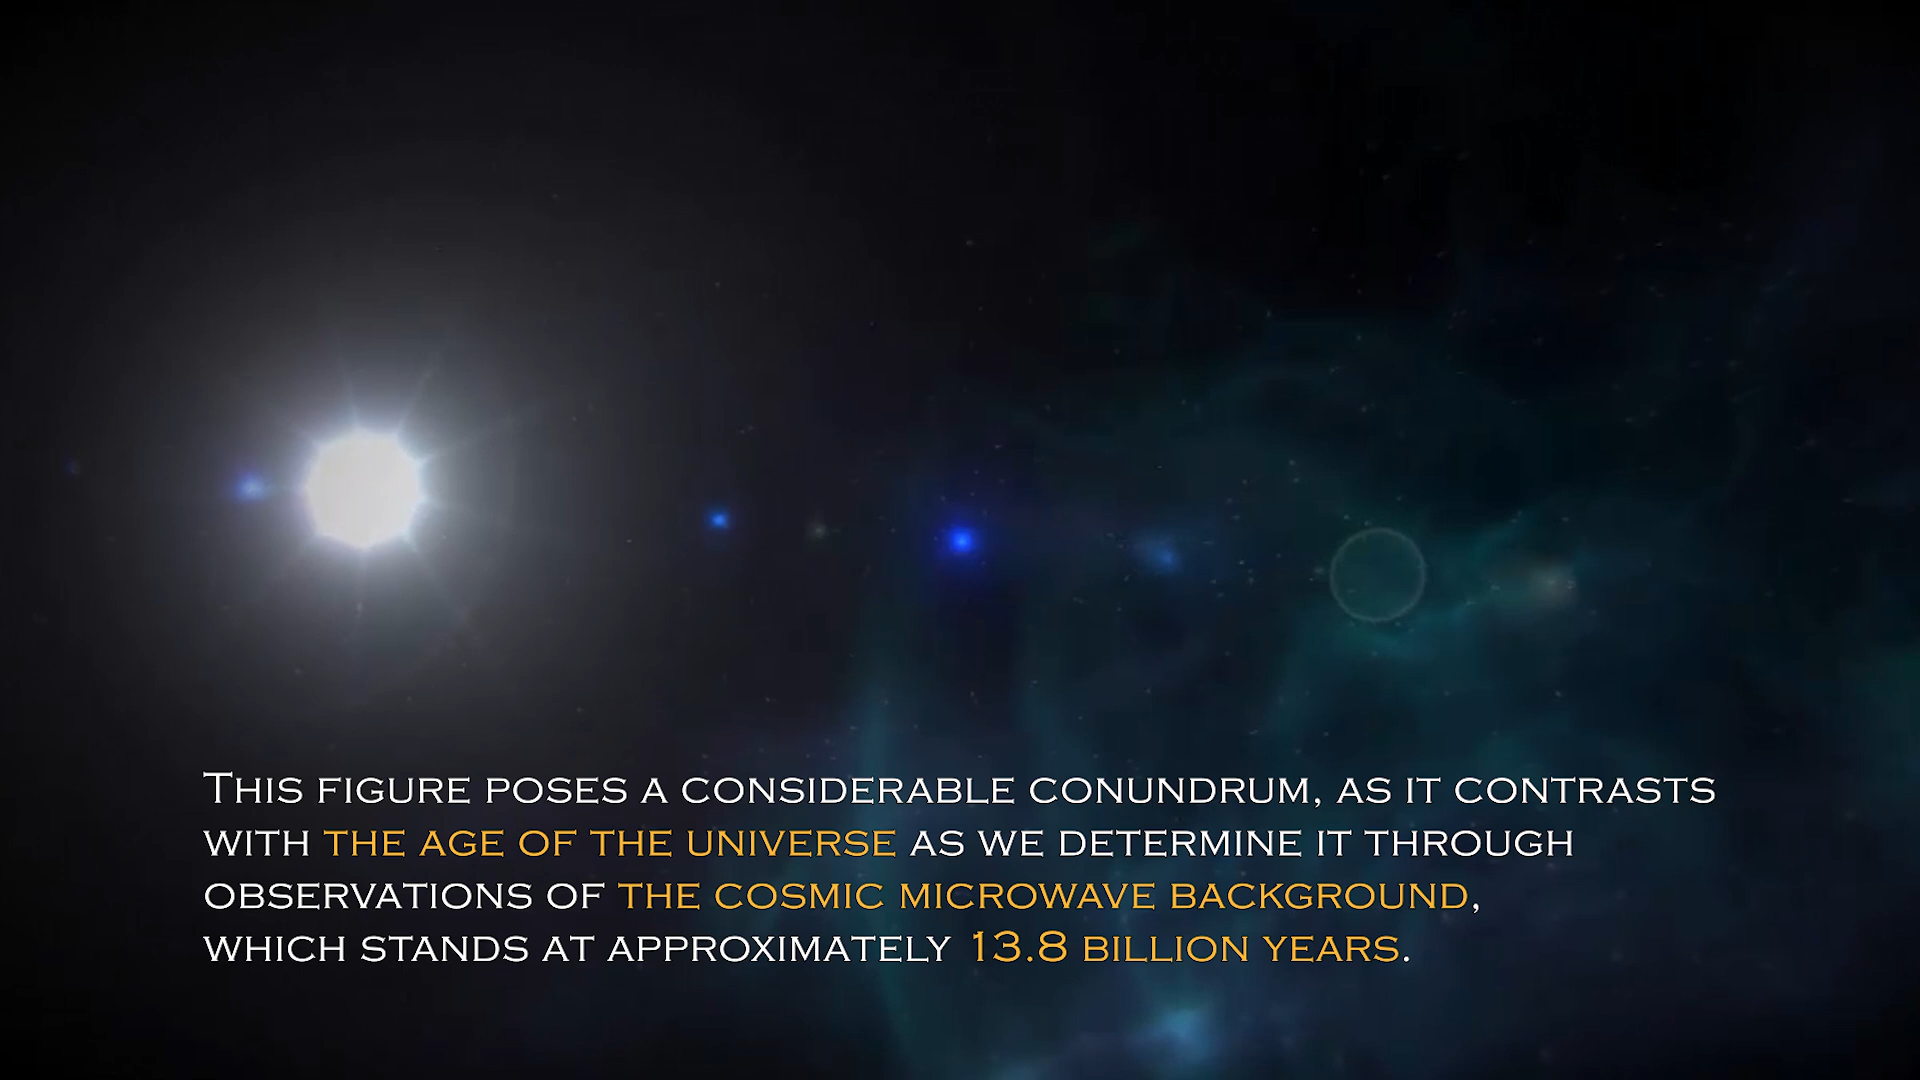 This figure poses a considerable conundrum, as it contrasts
with the age of the universe as we determine it through
observations of the cosmic microwave background,
which stands at approximately 13.8 billion years.